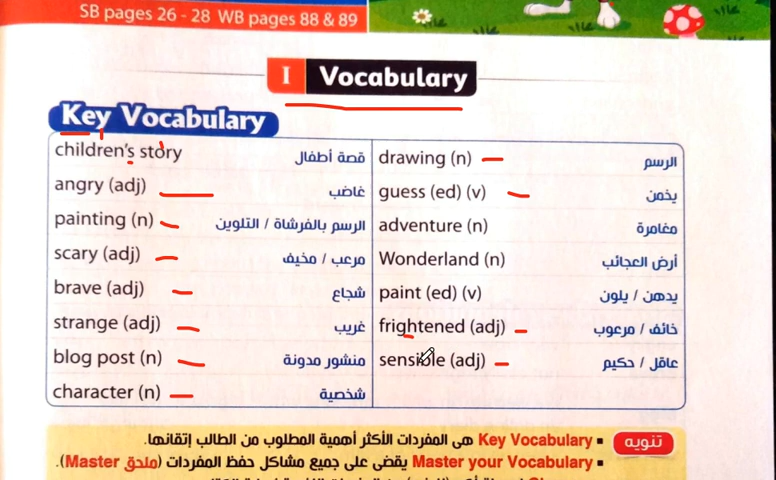 SB pages 26 - 28 WB pages 88 & 89
I Vocabulary
Key Vocabulary
children's story قصة أطفال
angry (adj) غاضب
painting (n) الرسم بالفرشاة / التلوين
scary (adj) مرعب / مخيف
brave (adj) شجاع
strange (adj) غريب
blog post (n) منشور مدونة
character (n) شخصية
drawing (n) الرسم
guess (ed) (v) يخمن
adventure (n) مغامرة
Wonderland (n) أرض العجائب
paint (ed) (v) يدهن / يلون
frightened (adj) خائف / مرعوب
sensible (adj) عاقل / حكيم
تنويه
▪ Key Vocabulary هى المفردات الأكثر أهمية المطلوب من الطالب إتقانها.
▪ Master your Vocabulary يقضى على جميع مشاكل حفظ المفردات (ملحق Master).